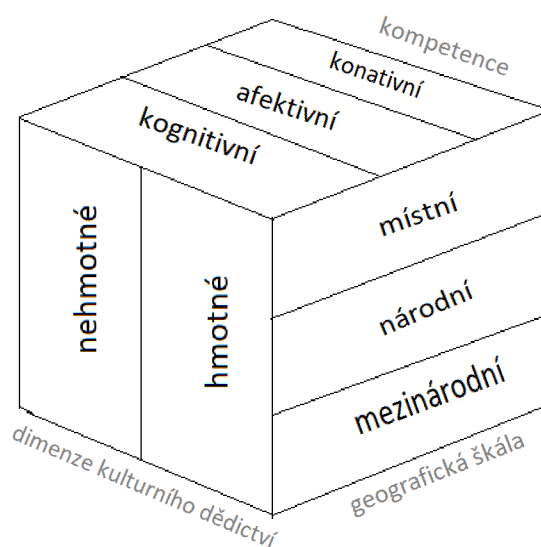 kompetence
konativní
afektivní
kognitivní
nehmotné
hmotné
místní
národní
mezinárodní
dimenze kulturního dědictví
geografická škála